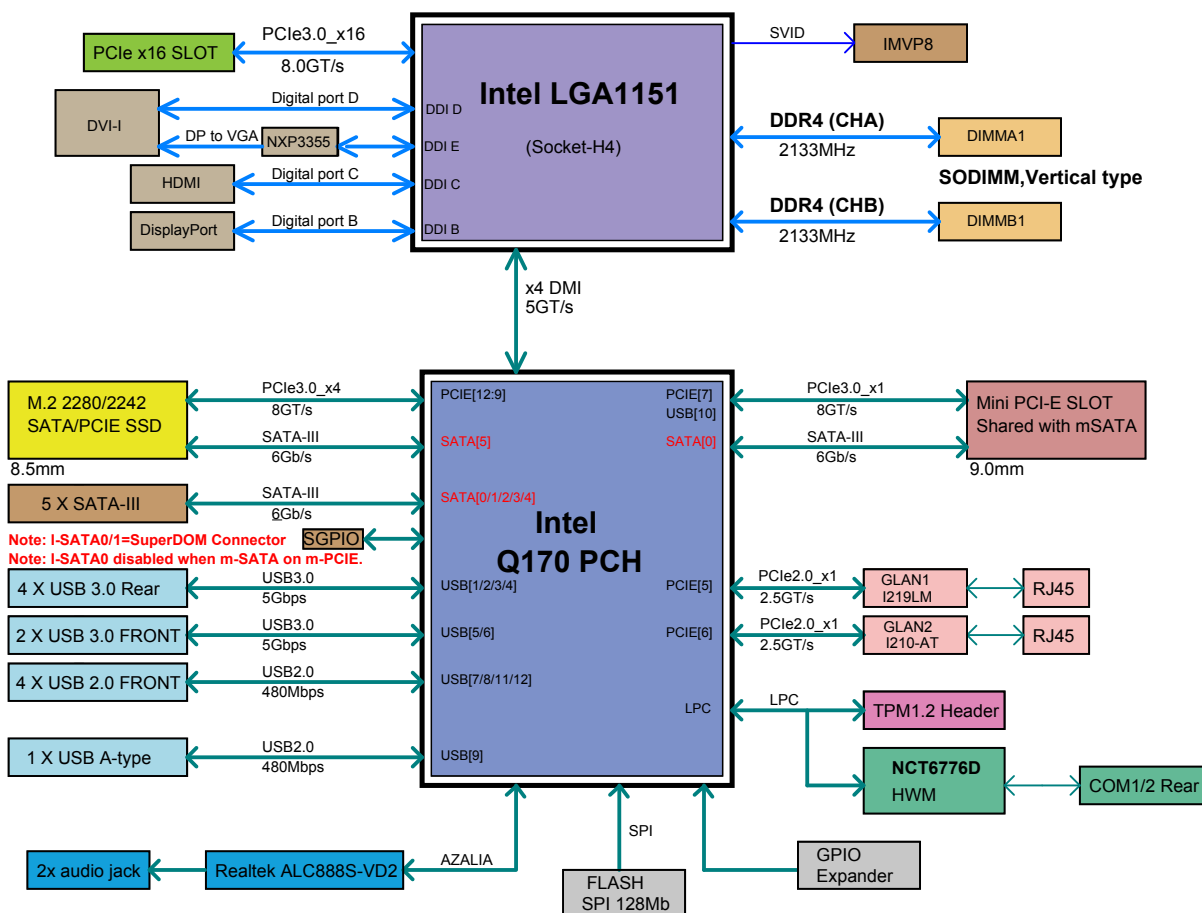 PCIe x16 SLOT
PCIe3.0_x16
8.0GT/s
Intel LGA1151
(Socket-H4)
SVID
IMVP8
DVI-I
Digital port D
DDI D
DP to VGA
NXP3355
DDI E
HDMI
Digital port C
DDI C
DisplayPort
Digital port B
DDI B
DDR4 (CHA)
2133MHz
DIMMA1
SODIMM,Vertical type
DDR4 (CHB)
2133MHz
DIMMB1
x4 DMI
5GT/s
M.2 2280/2242
SATA/PCIE SSD
8.5mm
PCIe3.0_x4
8GT/s
PCIE[12:9]
SATA-III
6Gb/s
SATA[5]
PCIE[7]
USB[10]
PCIe3.0_x1
8GT/s
SATA[0]
SATA-III
6Gb/s
Mini PCI-E SLOT
Shared with mSATA
9.0mm
5 X SATA-III
SATA-III
6Gb/s
SATA[0/1/2/3/4]
Note: I-SATA0/1=SuperDOM Connector
Note: I-SATA0 disabled when m-SATA on m-PCIE.
SGPIO
Intel
Q170 PCH
4 X USB 3.0 Rear
USB3.0
5Gbps
USB[1/2/3/4]
2 X USB 3.0 FRONT
USB3.0
5Gbps
USB[5/6]
4 X USB 2.0 FRONT
USB2.0
480Mbps
USB[7/8/11/12]
1 X USB A-type
USB2.0
480Mbps
USB[9]
PCIE[5]
PCIe2.0_x1
2.5GT/s
GLAN1
I219LM
RJ45
PCIE[6]
PCIe2.0_x1
2.5GT/s
GLAN2
I210-AT
RJ45
LPC
LPC
TPM1.2 Header
NCT6776D
HWM
COM1/2 Rear
2x audio jack
Realtek ALC888S-VD2
AZALIA
SPI
FLASH
SPI 128Mb
GPIO
Expander